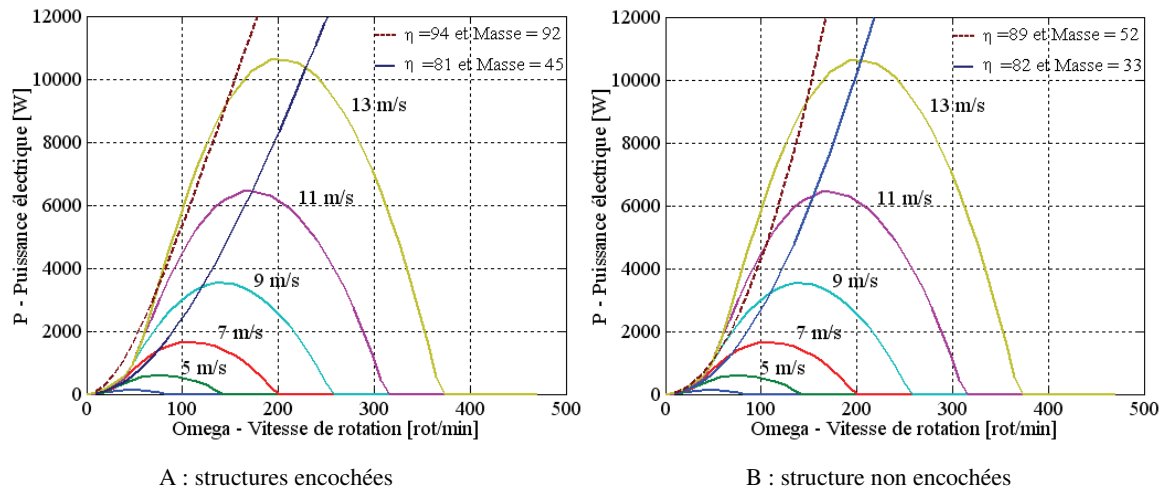 12000
10000
8000
6000
4000
2000
0
P - Puissance électrique [W]
η =94 et Masse = 92
η =81 et Masse = 45
13 m/s
11 m/s
9 m/s
7 m/s
5 m/s
0 100 200 300 400 500
Omega - Vitesse de rotation [rot/min]
A : structures encochées
12000
10000
8000
6000
4000
2000
0
P - Puissance électrique [W]
η =89 et Masse = 52
η =82 et Masse = 33
13 m/s
11 m/s
9 m/s
7 m/s
5 m/s
0 100 200 300 400 500
Omega - Vitesse de rotation [rot/min]
B : structure non encochées